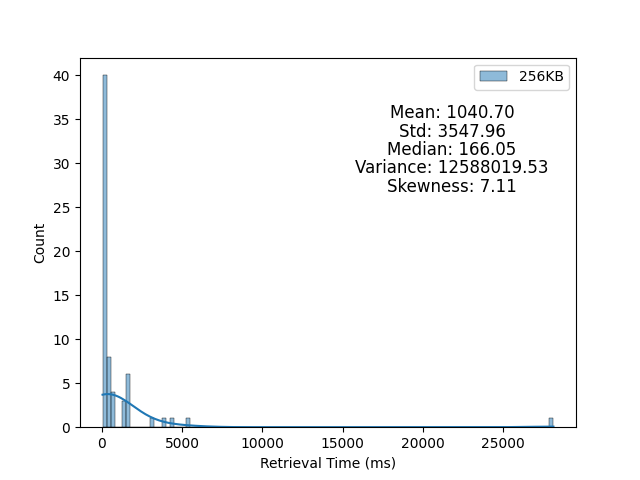 256KB
Mean: 1040.70
Std: 3547.96
Median: 166.05
Variance: 12588019.53
Skewness: 7.11
Count
40
35
30
25
20
15
10
5
0
0 5000 10000 15000 20000 25000
Retrieval Time (ms)